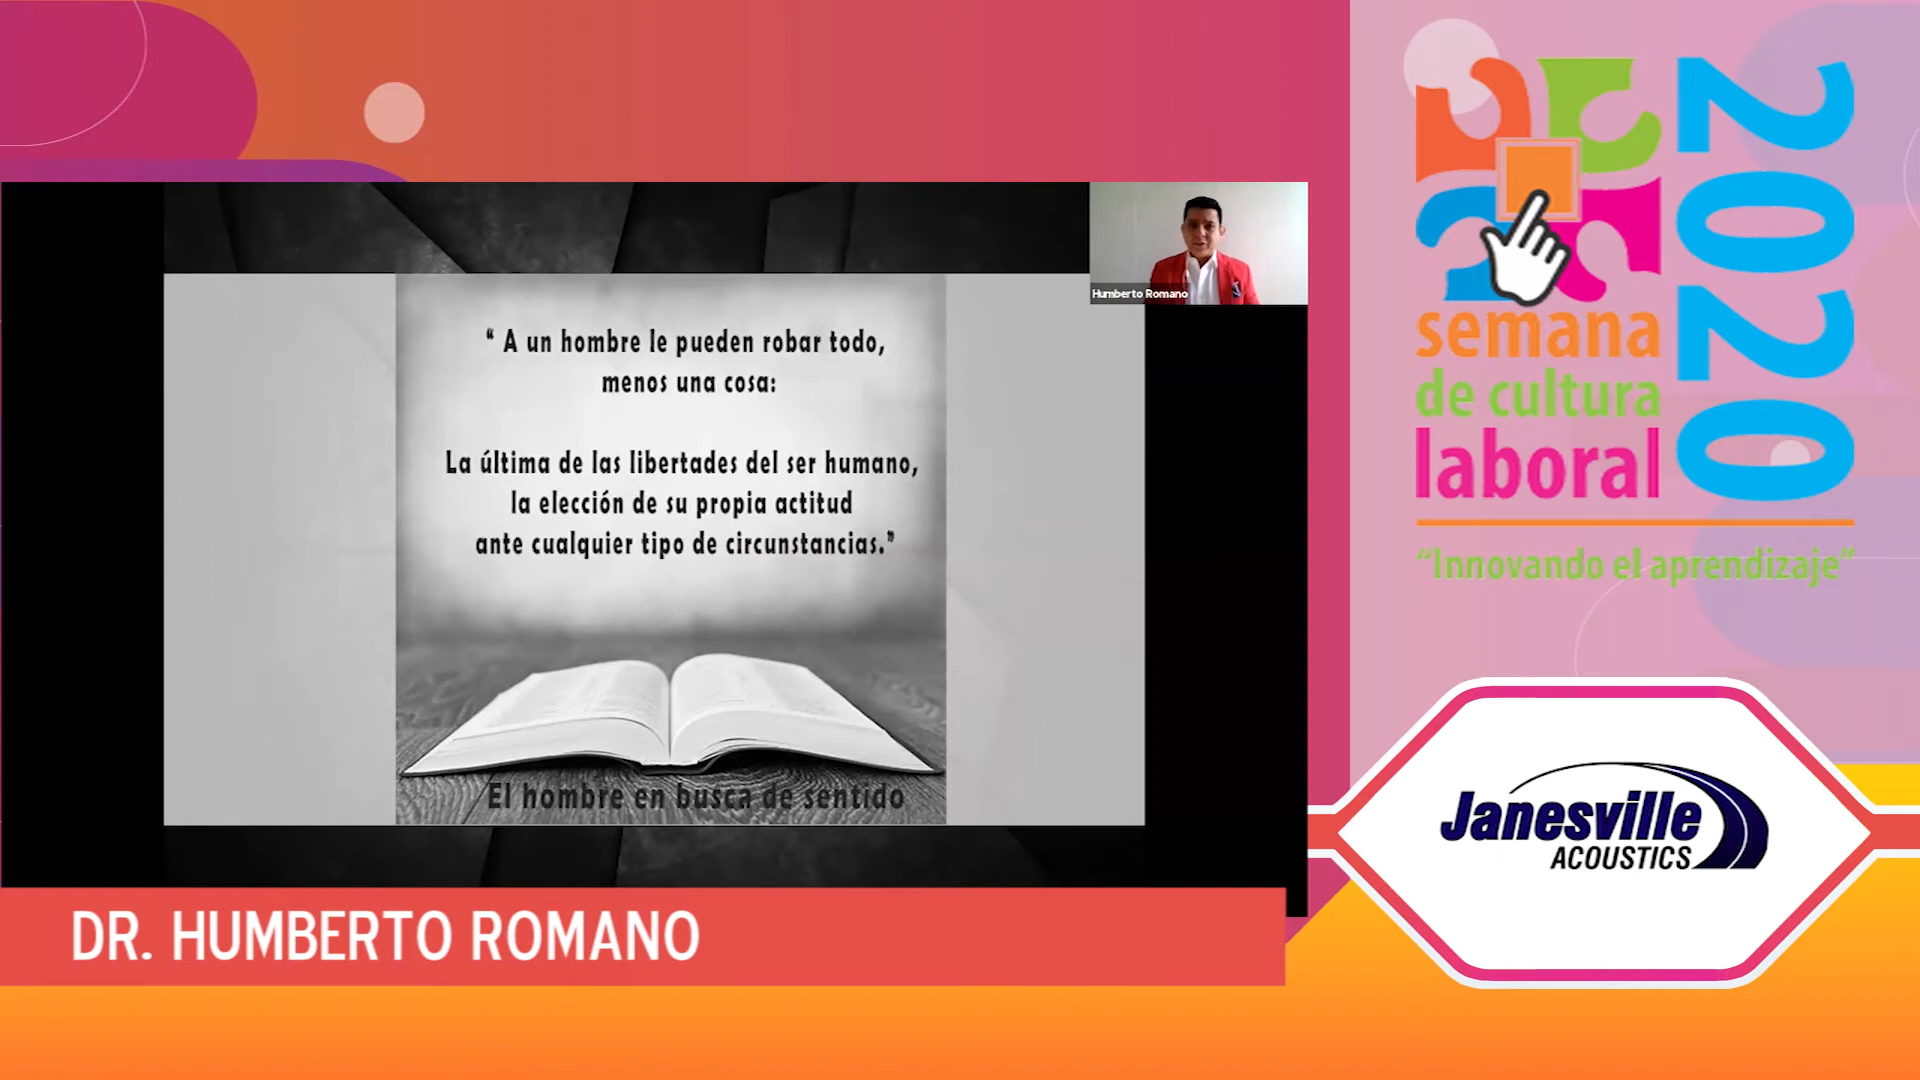 “ A un hombre le pueden robar todo,
menos una cosa:
La última de las libertades del ser humano,
la elección de su propia actitud
ante cualquier tipo de circunstancias.”
El hombre en busca de sentido
Humberto Romano
DR. HUMBERTO ROMANO
2020
semana
de cultura
laboral
“Innovando el aprendizaje”
Janesville
ACOUSTICS